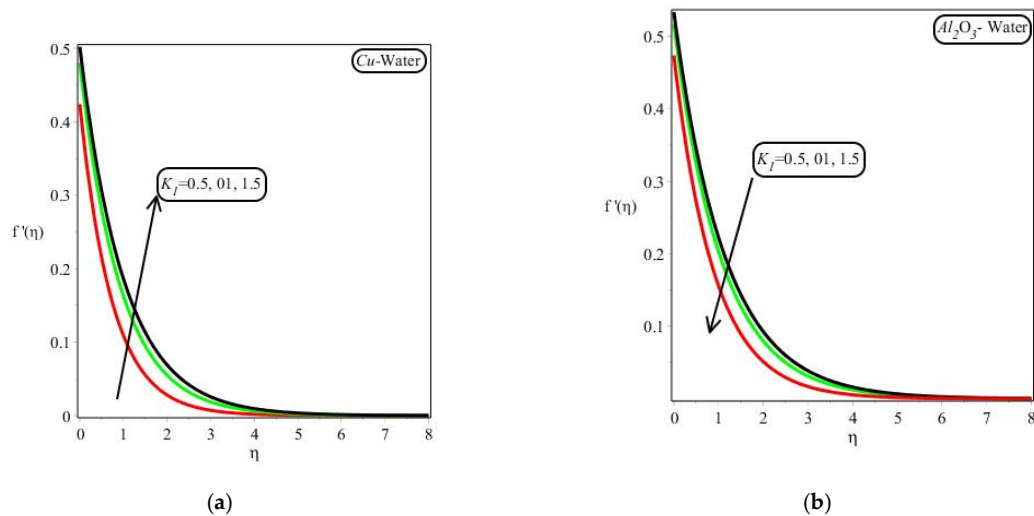 0.5
0.4
0.3
f '(η)
0.2
0.1
0
0 1 2 3 4 5 6 7 8
η
Cu-Water
K1=0.5, 01, 1.5
(a)
0.5
0.4
0.3
f '(η)
0.2
0.1
0 1 2 3 4 5 6 7 8
η
Al2O3- Water
K1=0.5, 01, 1.5
(b)